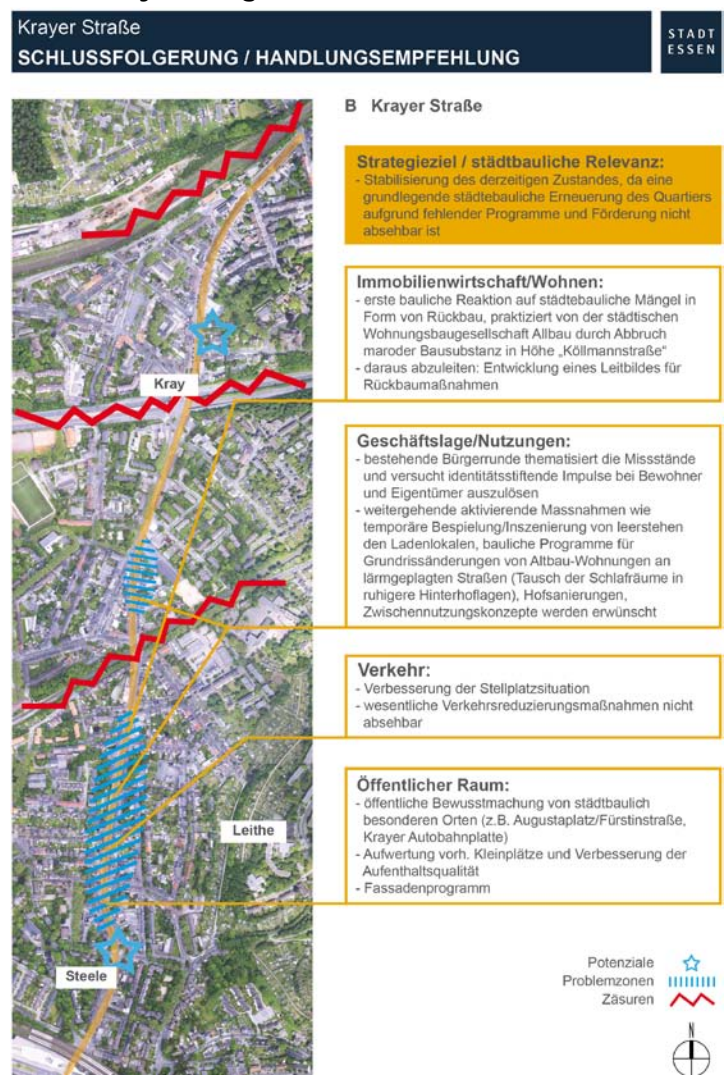 Krayer Straße
SCHLUSSFOLGERUNG / HANDLUNGSEMPFEHLUNG
STADT
ESSEN
B Krayer Straße
Strategieziel / städtbauliche Relevanz:
- Stabilisierung des derzeitigen Zustandes, da eine
grundlegende städtebauliche Erneuerung des Quartiers
aufgrund fehlender Programme und Förderung nicht
absehbar ist
Immobilienwirtschaft/Wohnen:
- erste bauliche Reaktion auf städtebauliche Mängel in
Form von Rückbau, praktiziert von der städtischen
Wohnungsbaugesellschaft Allbau durch Abbruch
maroder Bausubstanz in Höhe „Köllmannstraße“
- daraus abzuleiten: Entwicklung eines Leitbildes für
Rückbaumaßnahmen
Kray
Geschäftslage/Nutzungen:
- bestehende Bürgerrunde thematisiert die Missstände
und versucht identitätsstiftende Impulse bei Bewohner
und Eigentümer auszulösen
- weitergehende aktivierende Massnahmen wie
temporäre Bespielung/Inszenierung von leerstehen
den Ladenlokalen, bauliche Programme für
Grundrissänderungen von Altbau-Wohnungen an
lärmgeplagten Straßen (Tausch der Schlafräume in
ruhigere Hinterhoflagen), Hofsanierungen,
Zwischennutzungskonzepte werden erwünscht
Verkehr:
- Verbesserung der Stellplatzsituation
- wesentliche Verkehrsreduzierungsmaßnahmen nicht
absehbar
Öffentlicher Raum:
- öffentliche Bewusstmachung von städtbaulich
besonderen Orten (z.B. Augustaplatz/Fürstinstraße,
Krayer Autobahnplatte)
- Aufwertung vorh. Kleinplätze und Verbesserung der
Aufenthaltsqualität
- Fassadenprogramm
Leithe
Steele
Potenziale
Problemzonen
Zäsuren
N